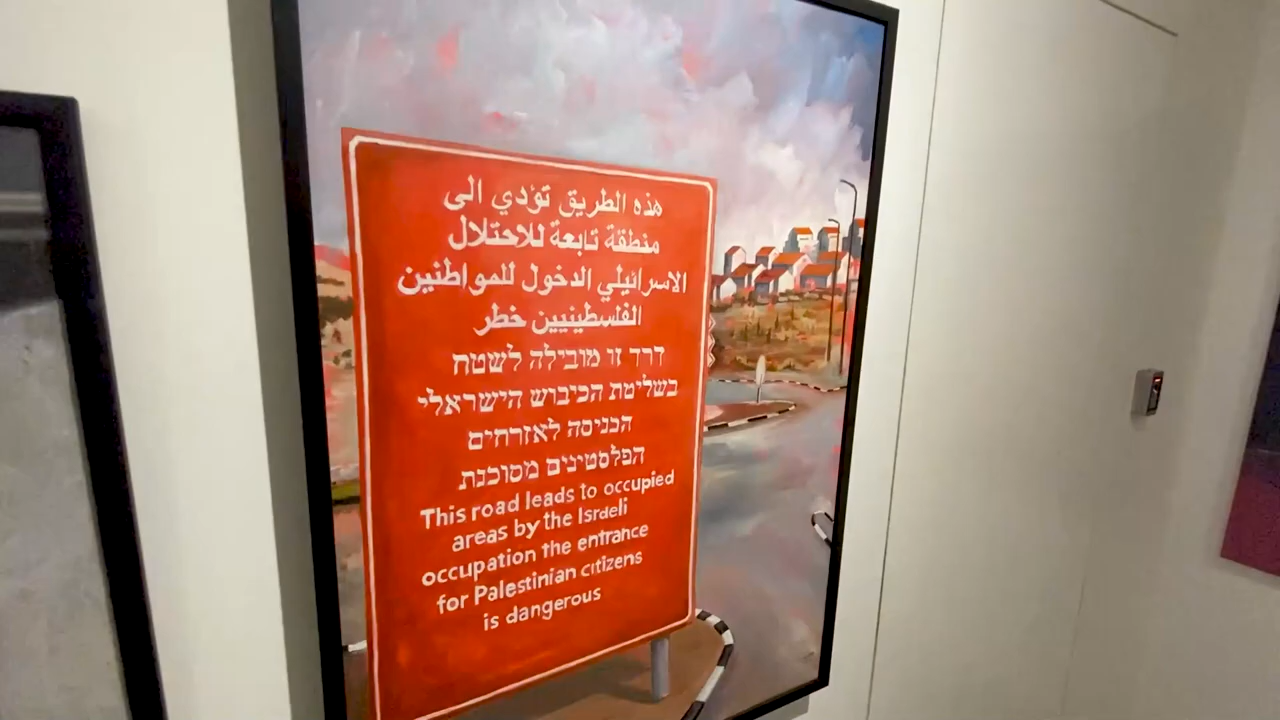 هذه الطريق تؤدي الى
منطقة تابعة للاحتلال
الاسرائيلي الدخول للمواطنين
الفلسطينيين خطر
דרך זו מובילה לשטח
בשליטת הכיבוש הישראלי
הכניסה לאזרחים
הפלסטינים מסוכנת
This road leads to occupied
areas by the Israeli
occupation the entrance
for Palestinian citizens
is dangerous